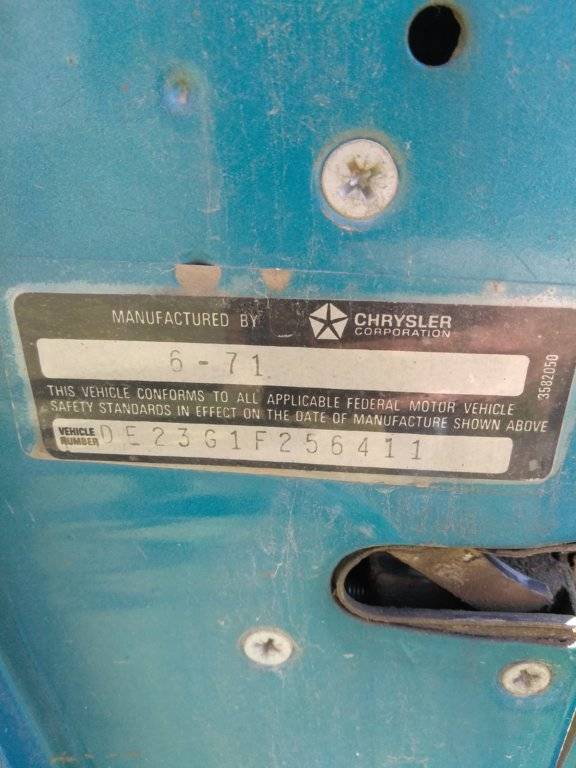 MANUFACTURED BY CHRYSLER CORPORATION
6-71
THIS VEHICLE CONFORMS TO ALL APPLICABLE FEDERAL MOTOR VEHICLE
SAFETY STANDARDS IN EFFECT ON THE DATE OF MANUFACTURE SHOWN ABOVE
VEHICLE NUMBER DE23G1F256411
3582050